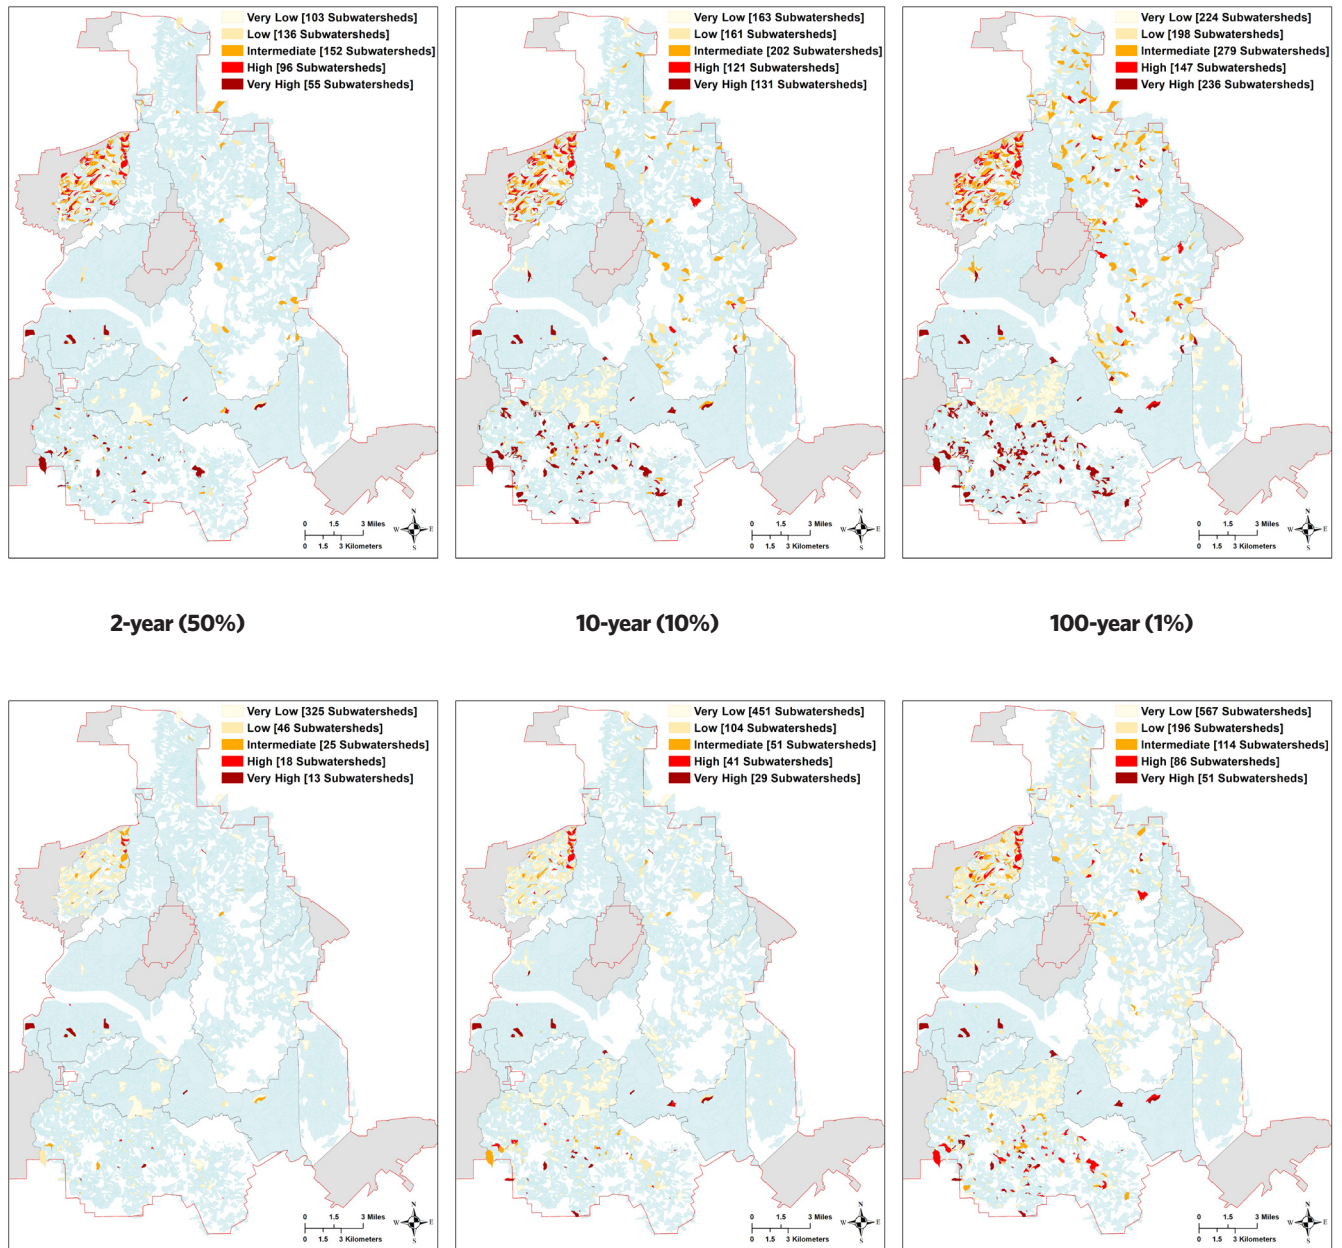 Very Low [103 Subwatersheds]
Low [136 Subwatersheds]
Intermediate [152 Subwatersheds]
High [96 Subwatersheds]
Very High [55 Subwatersheds]
0 1.5 3 Miles
0 1.5 3 Kilometers
N
W E
S
Very Low [163 Subwatersheds]
Low [161 Subwatersheds]
Intermediate [202 Subwatersheds]
High [121 Subwatersheds]
Very High [131 Subwatersheds]
0 1.5 3 Miles
0 1.5 3 Kilometers
N
W E
S
Very Low [224 Subwatersheds]
Low [198 Subwatersheds]
Intermediate [279 Subwatersheds]
High [147 Subwatersheds]
Very High [236 Subwatersheds]
0 1.5 3 Miles
0 1.5 3 Kilometers
N
W E
S
2-year (50%)
10-year (10%)
100-year (1%)
Very Low [325 Subwatersheds]
Low [46 Subwatersheds]
Intermediate [25 Subwatersheds]
High [18 Subwatersheds]
Very High [13 Subwatersheds]
0 1.5 3 Miles
0 1.5 3 Kilometers
N
W E
S
Very Low [451 Subwatersheds]
Low [104 Subwatersheds]
Intermediate [51 Subwatersheds]
High [41 Subwatersheds]
Very High [29 Subwatersheds]
0 1.5 3 Miles
0 1.5 3 Kilometers
N
W E
S
Very Low [567 Subwatersheds]
Low [196 Subwatersheds]
Intermediate [114 Subwatersheds]
High [86 Subwatersheds]
Very High [51 Subwatersheds]
0 1.5 3 Miles
0 1.5 3 Kilometers
N
W E
S